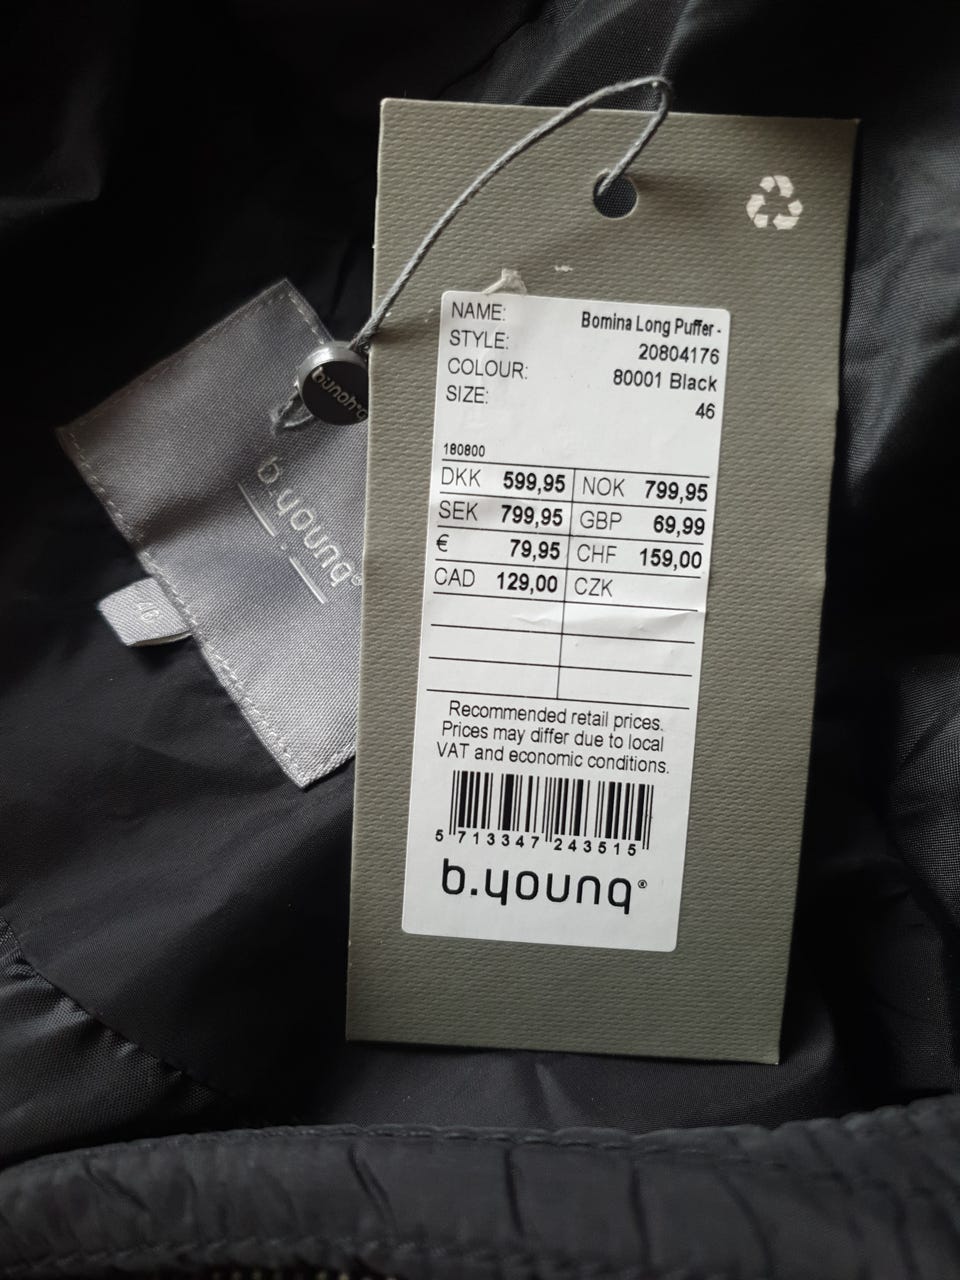 NAME: Bomina Long Puffer -
STYLE: 20804176
COLOUR: 80001 Black
SIZE: 46
180800
DKK 599,95 NOK 799,95
SEK 799,95 GBP 69,99
€ 79,95 CHF 159,00
CAD 129,00 CZK
Recommended retail prices.
Prices may differ due to local
VAT and economic conditions.
5 713347 243515
b.young®
b.young
b.young®
46